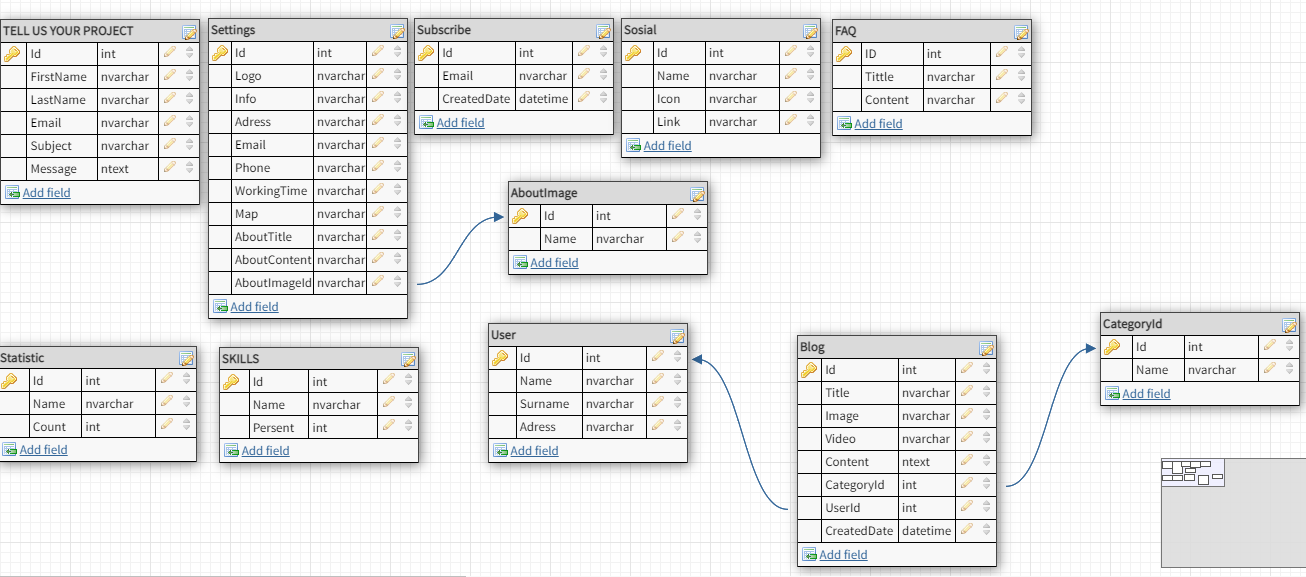 TELL US YOUR PROJECT
Id int
FirstName nvarchar
LastName nvarchar
Email nvarchar
Subject nvarchar
Message ntext
Add field
Settings
Id int
Logo nvarchar
Info nvarchar
Adress nvarchar
Email nvarchar
Phone nvarchar
WorkingTime nvarchar
Map nvarchar
AboutTitle nvarchar
AboutContent nvarchar
AboutImageId nvarchar
Add field
Subscribe
Id int
Email nvarchar
CreatedDate datetime
Add field
Sosial
Id int
Name nvarchar
Icon nvarchar
Link nvarchar
Add field
FAQ
ID int
Tittle nvarchar
Content nvarchar
Add field
AboutImage
Id int
Name nvarchar
Add field
Statistic
Id int
Name nvarchar
Count int
Add field
SKILLS
Id int
Name nvarchar
Persent int
Add field
User
Id int
Name nvarchar
Surname nvarchar
Adress nvarchar
Add field
Blog
Id int
Title nvarchar
Image nvarchar
Video nvarchar
Content ntext
CategoryId int
UserId int
CreatedDate datetime
Add field
CategoryId
Id int
Name nvarchar
Add field